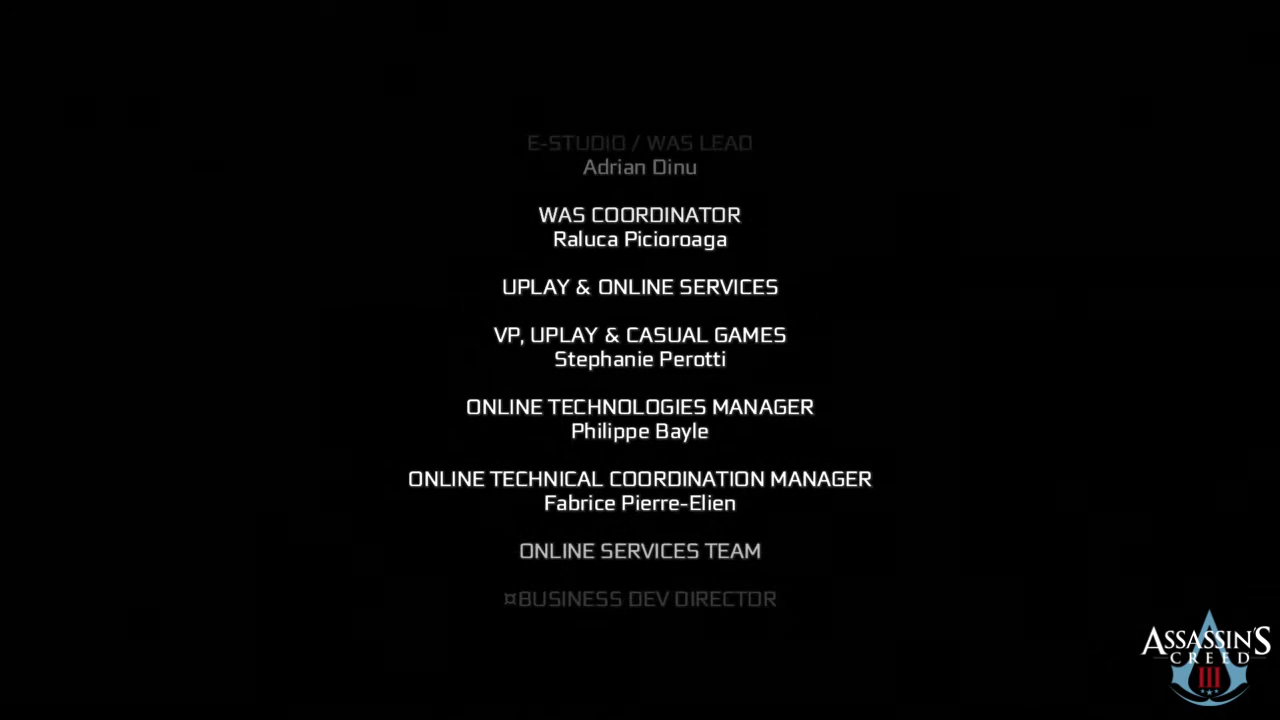 E-STUDIO / WAS LEAD
Adrian Dinu
WAS COORDINATOR
Raluca Picioroaga
UPLAY & ONLINE SERVICES
VP, UPLAY & CASUAL GAMES
Stephanie Perotti
ONLINE TECHNOLOGIES MANAGER
Philippe Bayle
ONLINE TECHNICAL COORDINATION MANAGER
Fabrice Pierre-Elien
ONLINE SERVICES TEAM
¤BUSINESS DEV DIRECTOR
ASSASSIN'S
CREED
III